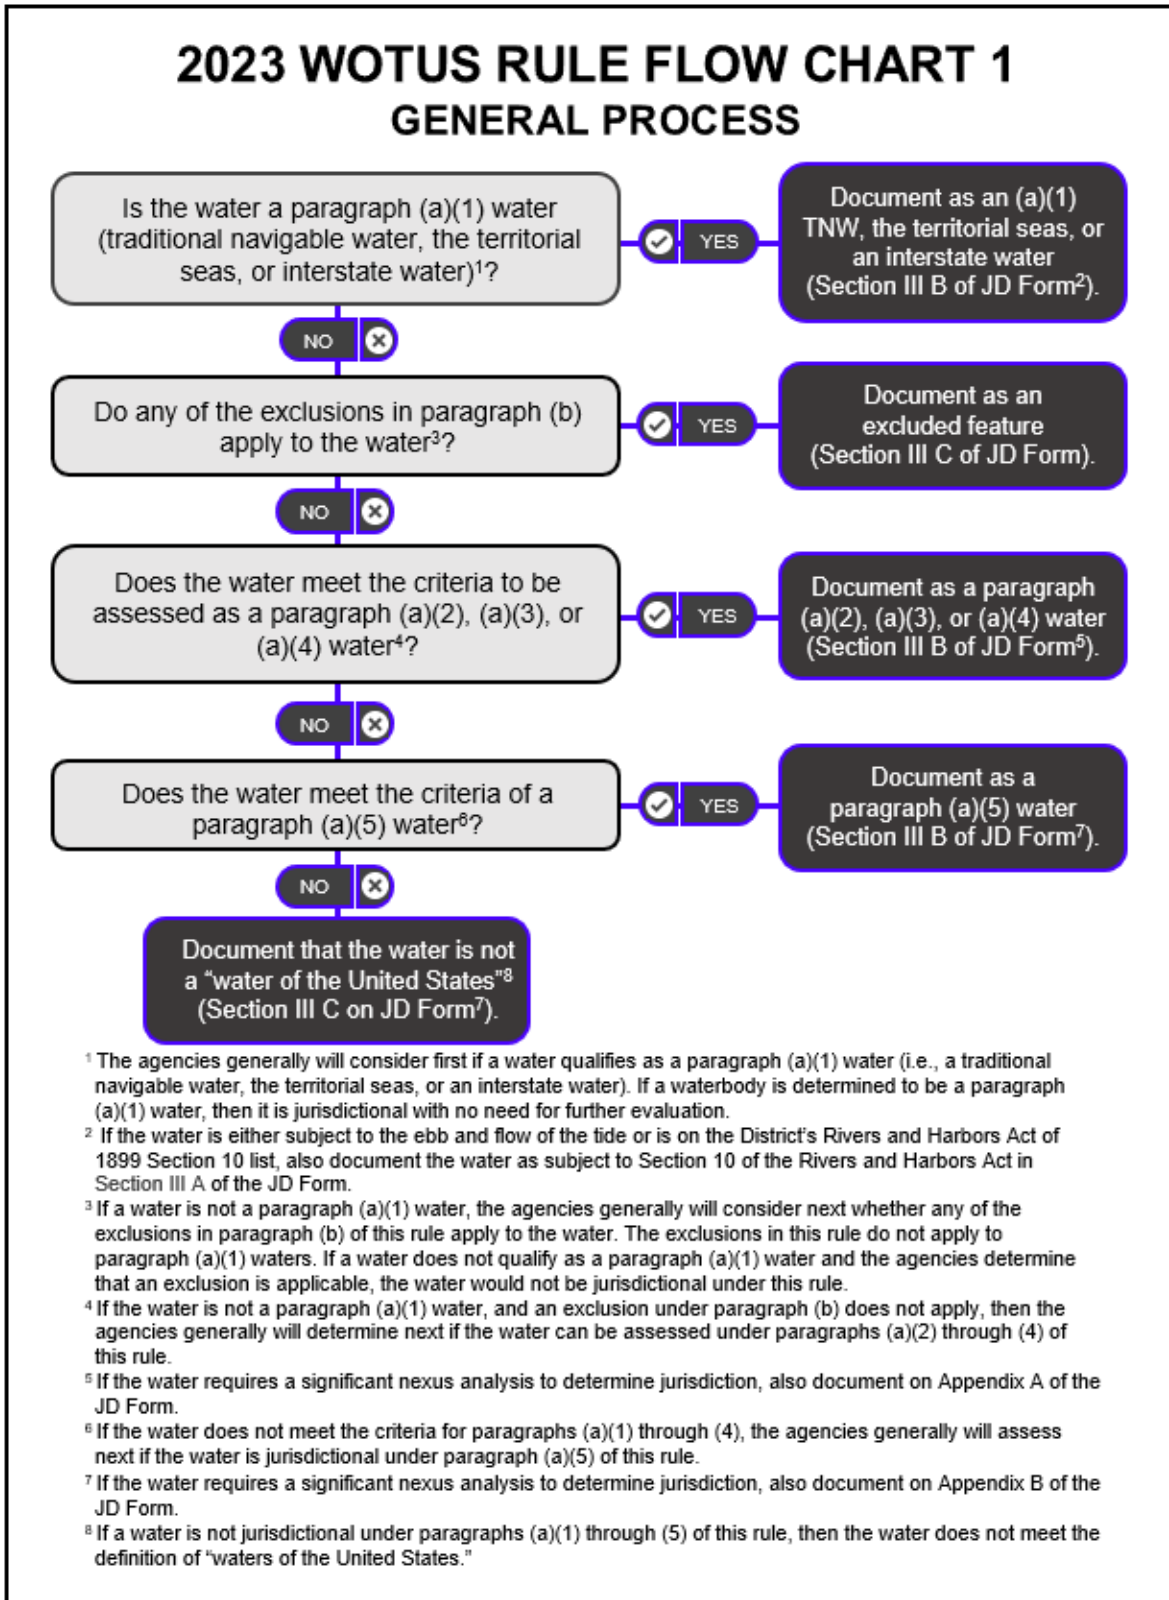 2023 WOTUS RULE FLOW CHART 1
GENERAL PROCESS
Is the water a paragraph (a)(1) water
(traditional navigable water, the territorial
seas, or interstate water)¹?
YES
Document as an (a)(1)
TNW, the territorial seas, or
an interstate water
(Section III B of JD Form²).
NO
Do any of the exclusions in paragraph (b)
apply to the water³?
YES
Document as an
excluded feature
(Section III C of JD Form).
NO
Does the water meet the criteria to be
assessed as a paragraph (a)(2), (a)(3), or
(a)(4) water⁴?
YES
Document as a paragraph
(a)(2), (a)(3), or (a)(4) water
(Section III B of JD Form⁵).
NO
Does the water meet the criteria of a
paragraph (a)(5) water⁶?
YES
Document as a
paragraph (a)(5) water
(Section III B of JD Form⁷).
NO
Document that the water is not
a “water of the United States”⁸
(Section III C on JD Form⁷).
¹ The agencies generally will consider first if a water qualifies as a paragraph (a)(1) water (i.e., a traditional
navigable water, the territorial seas, or an interstate water). If a waterbody is determined to be a paragraph
(a)(1) water, then it is jurisdictional with no need for further evaluation.
² If the water is either subject to the ebb and flow of the tide or is on the District's Rivers and Harbors Act of
1899 Section 10 list, also document the water as subject to Section 10 of the Rivers and Harbors Act in
Section III A of the JD Form.
³ If a water is not a paragraph (a)(1) water, the agencies generally will consider next whether any of the
exclusions in paragraph (b) of this rule apply to the water. The exclusions in this rule do not apply to
paragraph (a)(1) waters. If a water does not qualify as a paragraph (a)(1) water and the agencies determine
that an exclusion is applicable, the water would not be jurisdictional under this rule.
⁴ If the water is not a paragraph (a)(1) water, and an exclusion under paragraph (b) does not apply, then the
agencies generally will determine next if the water can be assessed under paragraphs (a)(2) through (4) of
this rule.
⁵ If the water requires a significant nexus analysis to determine jurisdiction, also document on Appendix A of the
JD Form.
⁶ If the water does not meet the criteria for paragraphs (a)(1) through (4), the agencies generally will assess
next if the water is jurisdictional under paragraph (a)(5) of this rule.
⁷ If the water requires a significant nexus analysis to determine jurisdiction, also document on Appendix B of the
JD Form.
⁸ If a water is not jurisdictional under paragraphs (a)(1) through (5) of this rule, then the water does not meet the
definition of “waters of the United States.”